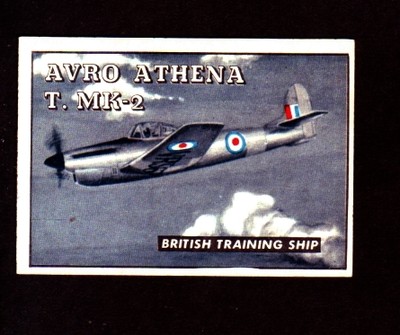 AVRO ATHENA
T. MK-2
BRITISH TRAINING SHIP